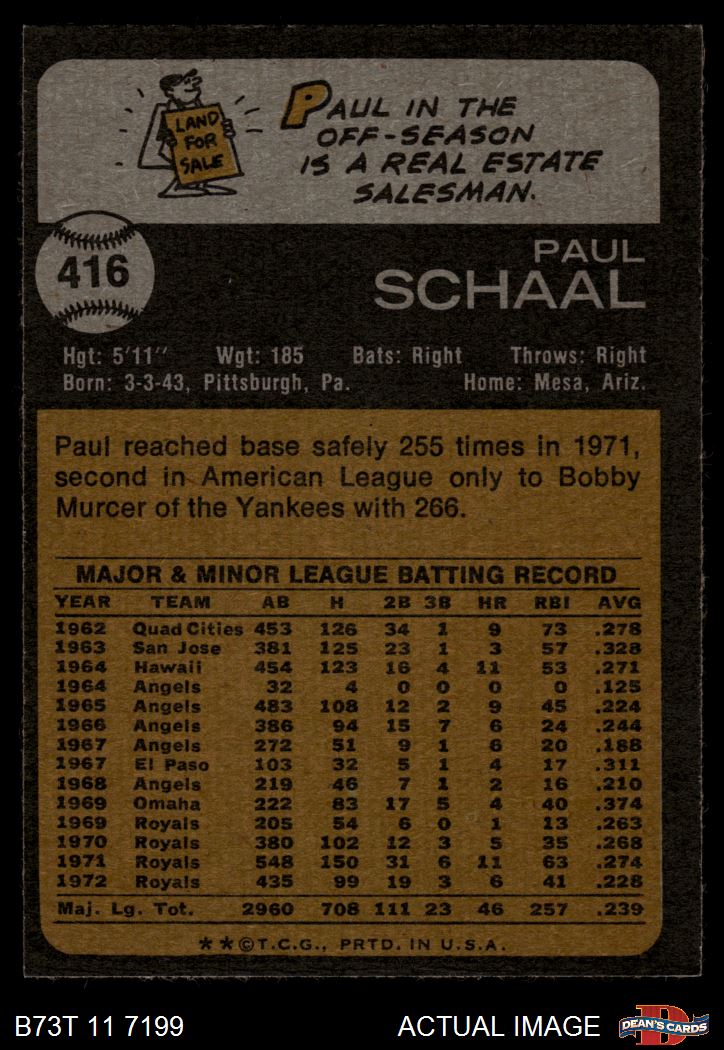 LAND
FOR
SALE
PAUL IN THE
OFF-SEASON
IS A REAL ESTATE
SALESMAN.
416
PAUL
SCHAAL
Hgt: 5'11" Wgt: 185 Bats: Right Throws: Right
Born: 3-3-43, Pittsburgh, Pa. Home: Mesa, Ariz.
Paul reached base safely 255 times in 1971,
second in American League only to Bobby
Murcer of the Yankees with 266.
MAJOR & MINOR LEAGUE BATTING RECORD
YEAR TEAM AB H 2B 3B HR RBI AVG
1962 Quad Cities 453 126 34 1 9 73 .278
1963 San Jose 381 125 23 1 3 57 .328
1964 Hawaii 454 123 16 4 11 53 .271
1964 Angels 32 4 0 0 0 0 .125
1965 Angels 483 108 12 2 9 45 .224
1966 Angels 386 94 15 7 6 24 .244
1967 Angels 272 51 9 1 6 20 .188
1967 El Paso 103 32 5 1 4 17 .311
1968 Angels 219 46 7 1 2 16 .210
1969 Omaha 222 83 17 5 4 40 .374
1969 Royals 205 54 6 0 1 13 .263
1970 Royals 380 102 12 3 5 35 .268
1971 Royals 548 150 31 6 11 63 .274
1972 Royals 435 99 19 3 6 41 .228
Maj. Lg. Tot. 2960 708 111 23 46 257 .239
**©T.C.G., PRTD. IN U.S.A.
B73T 11 7199 ACTUAL IMAGE
DEAN'S CARDS